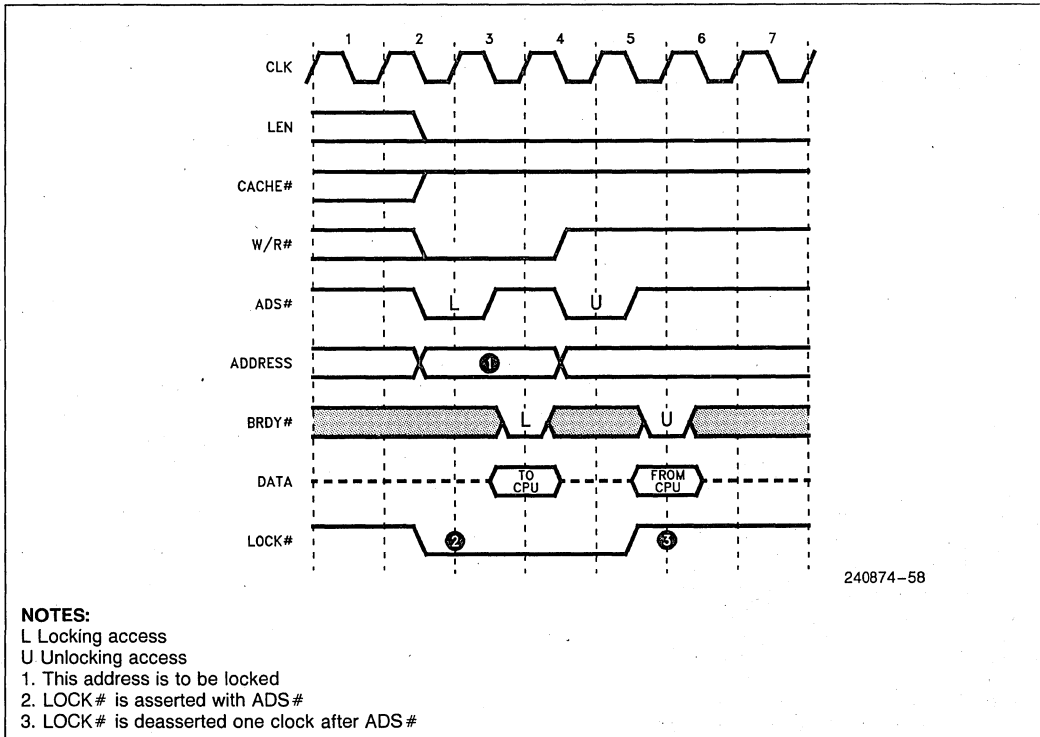 1 2 3 4 5 6 7
CLK
LEN
CACHE#
W/R#
ADS# L U
ADDRESS 1
BRDY# L U
DATA TO CPU FROM CPU
LOCK# 2 3
240874-58
NOTES:
L Locking access
U Unlocking access
1. This address is to be locked
2. LOCK# is asserted with ADS#
3. LOCK# is deasserted one clock after ADS#